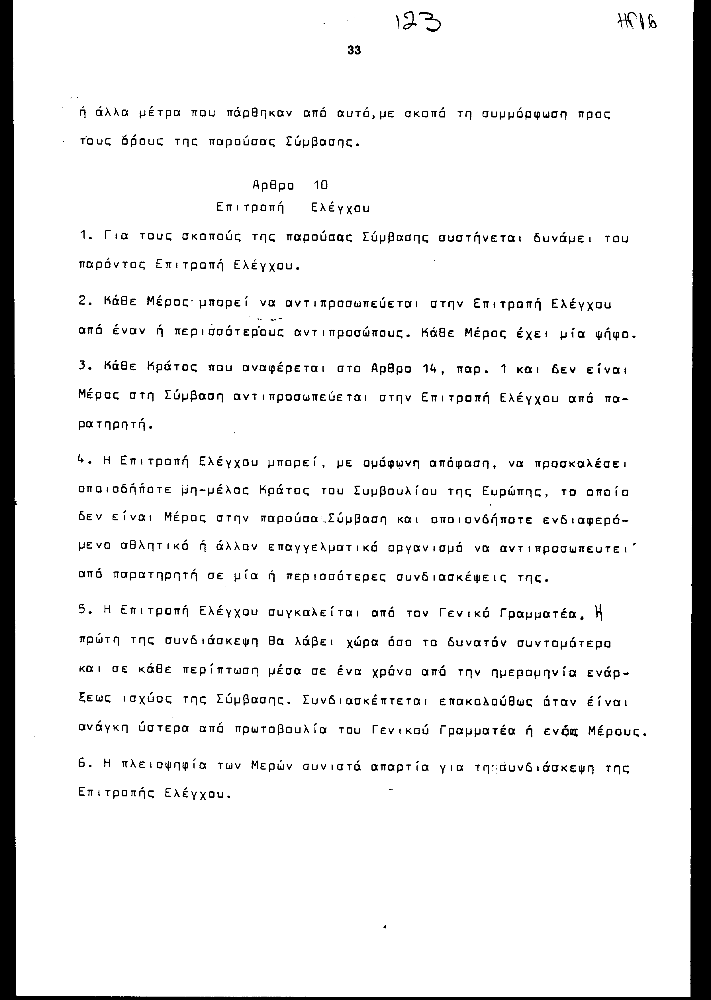 123
33
ή άλλα μέτρα που πάρθηκαν από αυτό, με σκοπό τη συμμόρφωση προς
τους όρους της παρούσας Σύμβασης.
Αρθρο 10
Επιτροπή Ελέγχου
1. Για τους σκοπούς της παρούσας Σύμβασης συστήνεται δυνάμει του
παρόντος Επιτροπή Ελέγχου.
2. Κάθε Μέρος μπορεί να αντιπροσωπεύεται στην Επιτροπή Ελέγχου
από έναν ή περισσότερους αντιπροσώπους. Κάθε Μέρος έχει μία ψήφο.
3. Κάθε Κράτος που αναφέρεται στο Αρθρο 14, παρ. 1 και δεν είναι
Μέρος στη Σύμβαση αντιπροσωπεύεται στην Επιτροπή Ελέγχου από πα-
ρατηρητή.
4. Η Επιτροπή Ελέγχου μπορεί, με ομόφωνη απόφαση, να προσκαλέσει
οποιοδήποτε μη-μέλος Κράτος του Συμβουλίου της Ευρώπης, το οποίο
δεν είναι Μέρος στην παρούσα Σύμβαση και οποιονδήποτε ενδιαφερό-
μενο αθλητικό ή άλλον επαγγελματικό οργανισμό να αντιπροσωπευτεί
από παρατηρητή σε μία ή περισσότερες συνδιασκέψεις της.
5. Η Επιτροπή Ελέγχου συγκαλείται από τον Γενικό Γραμματέα. Η
πρώτη της συνδιάσκεψη θα λάβει χώρα όσο το δυνατόν συντομότερο
και σε κάθε περίπτωση μέσα σε ένα χρόνο από την ημερομηνία ενάρ-
ξεως ισχύος της Σύμβασης. Συνδιασκέπτεται επακολούθως όταν είναι
ανάγκη ύστερα από πρωτοβουλία του Γενικού Γραμματέα ή ενός Μέρους.
6. Η πλειοψηφία των Μερών συνιστά απαρτία για τη συνδιάσκεψη της
Επιτροπής Ελέγχου.